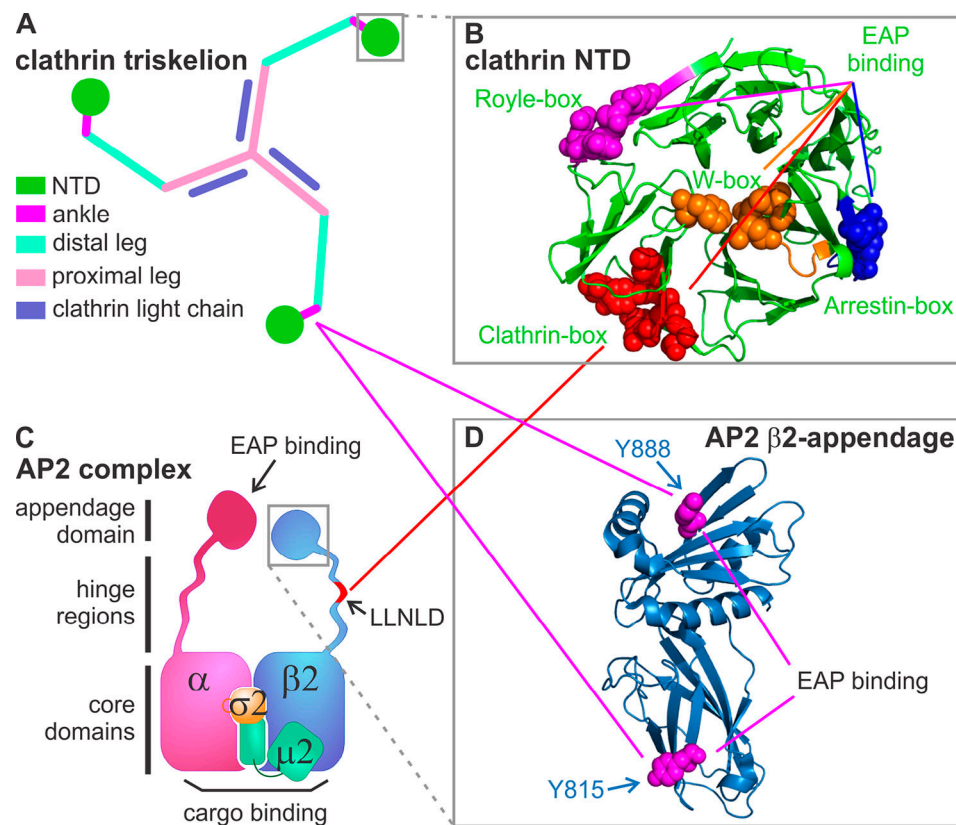 A
clathrin triskelion
NTD
ankle
distal leg
proximal leg
clathrin light chain
B
clathrin NTD
EAP
binding
Royle-box
W-box
Clathrin-box
Arrestin-box
C
AP2 complex
EAP binding
appendage
domain
hinge
regions
LLNLD
core
domains
α
β2
σ2
μ2
cargo binding
D
AP2 β2-appendage
Y888
EAP binding
Y815